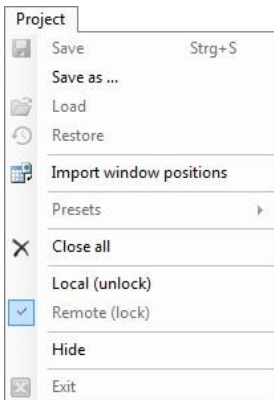 Project
Save Strg+S
Save as ...
Load
Restore
Import window positions
Presets
Close all
Local (unlock)
Remote (lock)
Hide
Exit